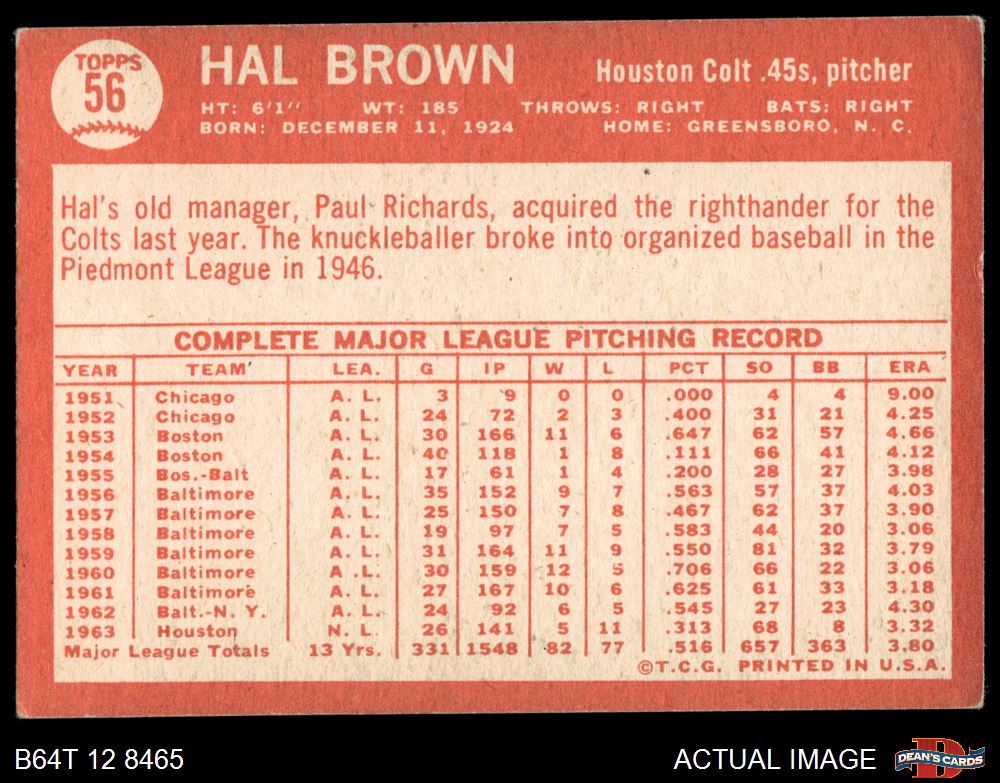 TOPPS
56
HAL BROWN
Houston Colt .45s, pitcher
HT: 6'1" WT: 185 THROWS: RIGHT BATS: RIGHT
BORN: DECEMBER 11, 1924 HOME: GREENSBORO, N. C.
Hal's old manager, Paul Richards, acquired the righthander for the
Colts last year. The knuckleballer broke into organized baseball in the
Piedmont League in 1946.
COMPLETE MAJOR LEAGUE PITCHING RECORD
YEAR TEAM LEA. G IP W L PCT SO BB ERA
1951 Chicago A. L. 3 9 0 0 .000 4 4 9.00
1952 Chicago A. L. 24 72 2 3 .400 31 21 4.25
1953 Boston A. L. 30 166 11 6 .647 62 57 4.66
1954 Boston A. L. 40 118 1 8 .111 66 41 4.12
1955 Bos.-Balt A. L. 17 61 1 4 .200 28 27 3.98
1956 Baltimore A. L. 35 152 9 7 .563 57 37 4.03
1957 Baltimore A. L. 25 150 7 8 .467 62 37 3.90
1958 Baltimore A. L. 19 97 7 5 .583 44 20 3.06
1959 Baltimore A. L. 31 164 11 9 .550 81 32 3.79
1960 Baltimore A .L. 30 159 12 5 .706 66 22 3.06
1961 Baltimore A. L. 27 167 10 6 .625 61 33 3.18
1962 Balt.-N. Y. A. L. 24 92 6 5 .545 27 23 4.30
1963 Houston N. L. 26 141 5 11 .313 68 8 3.32
Major League Totals 13 Yrs. 331 1548 82 77 .516 657 363 3.80
©T.C.G. PRINTED IN U.S.A.
B64T 12 8465
ACTUAL IMAGE
D
DEAN'S CARDS